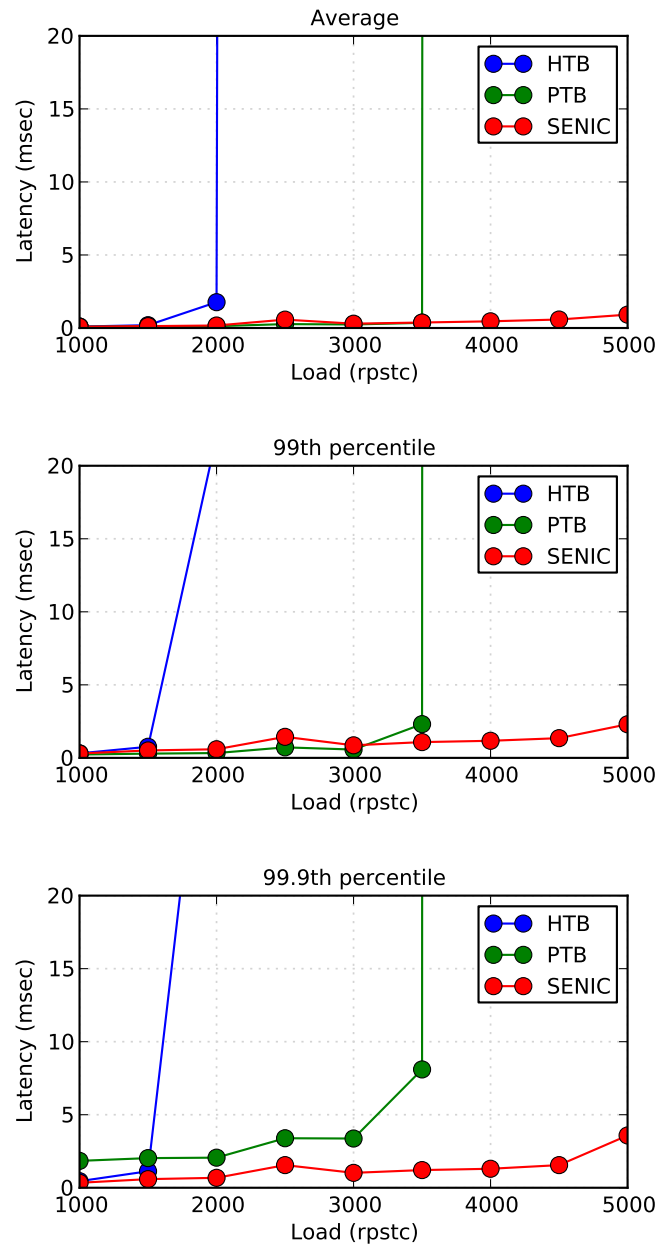 Average
20
15
10
5
0
Latency (msec)
HTB
PTB
SENIC
1000 2000 3000 4000 5000
Load (rpstc)
99th percentile
20
15
10
5
0
Latency (msec)
HTB
PTB
SENIC
1000 2000 3000 4000 5000
Load (rpstc)
99.9th percentile
20
15
10
5
0
Latency (msec)
HTB
PTB
SENIC
1000 2000 3000 4000 5000
Load (rpstc)